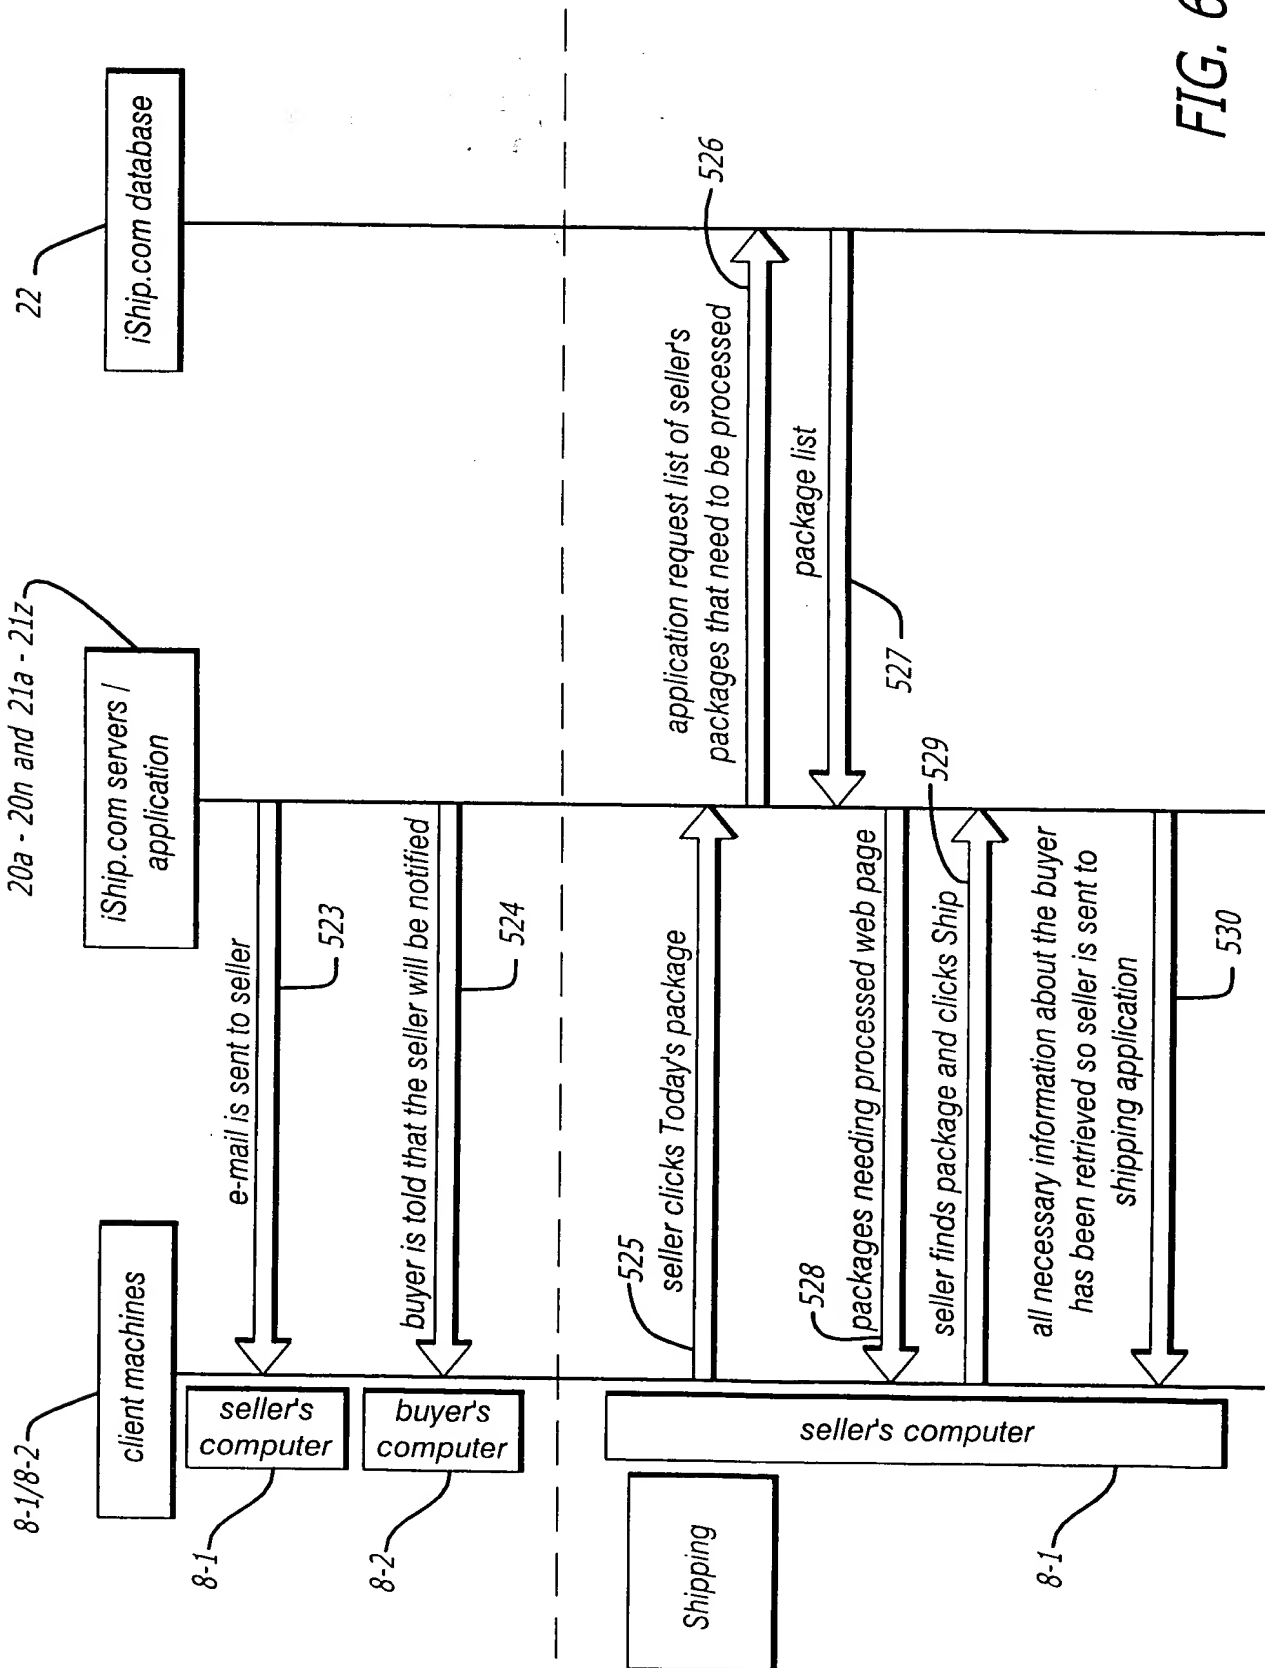 8-1/8-2
client machines
20a - 20n and 21a - 21z
iShip.com servers /
application
22
iShip.com database
8-1
seller's
computer
e-mail is sent to seller
523
8-2
buyer's
computer
buyer is told that the seller will be notified
524
Shipping
seller's computer
8-1
525
seller clicks Today's package
application request list of seller's
packages that need to be processed
526
package list
527
528
packages needing processed web page
seller finds package and clicks Ship
529
all necessary information about the buyer
has been retrieved so seller is sent to
shipping application
530
FIG. 6